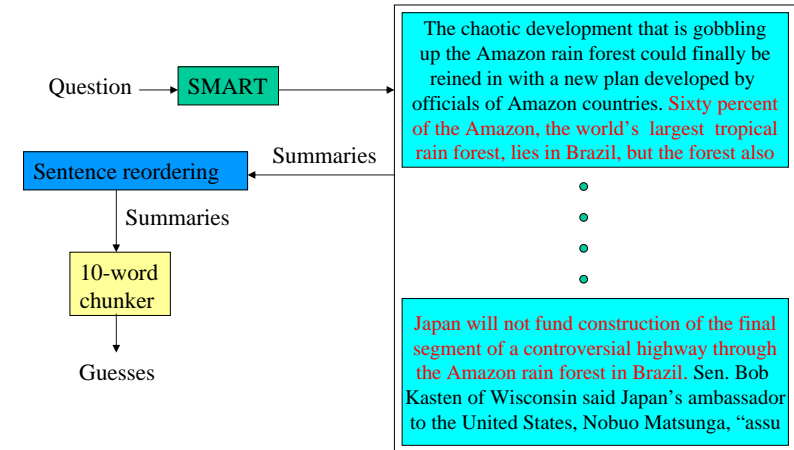 Question
SMART
The chaotic development that is gobbling
up the Amazon rain forest could finally be
reined in with a new plan developed by
officials of Amazon countries. Sixty percent
of the Amazon, the world's largest tropical
rain forest, lies in Brazil, but the forest also
Summaries
Sentence reordering
Summaries
10-word
chunker
Guesses
Japan will not fund construction of the final
segment of a controversial highway through
the Amazon rain forest in Brazil. Sen. Bob
Kasten of Wisconsin said Japan's ambassador
to the United States, Nobuo Matsunga, “assu